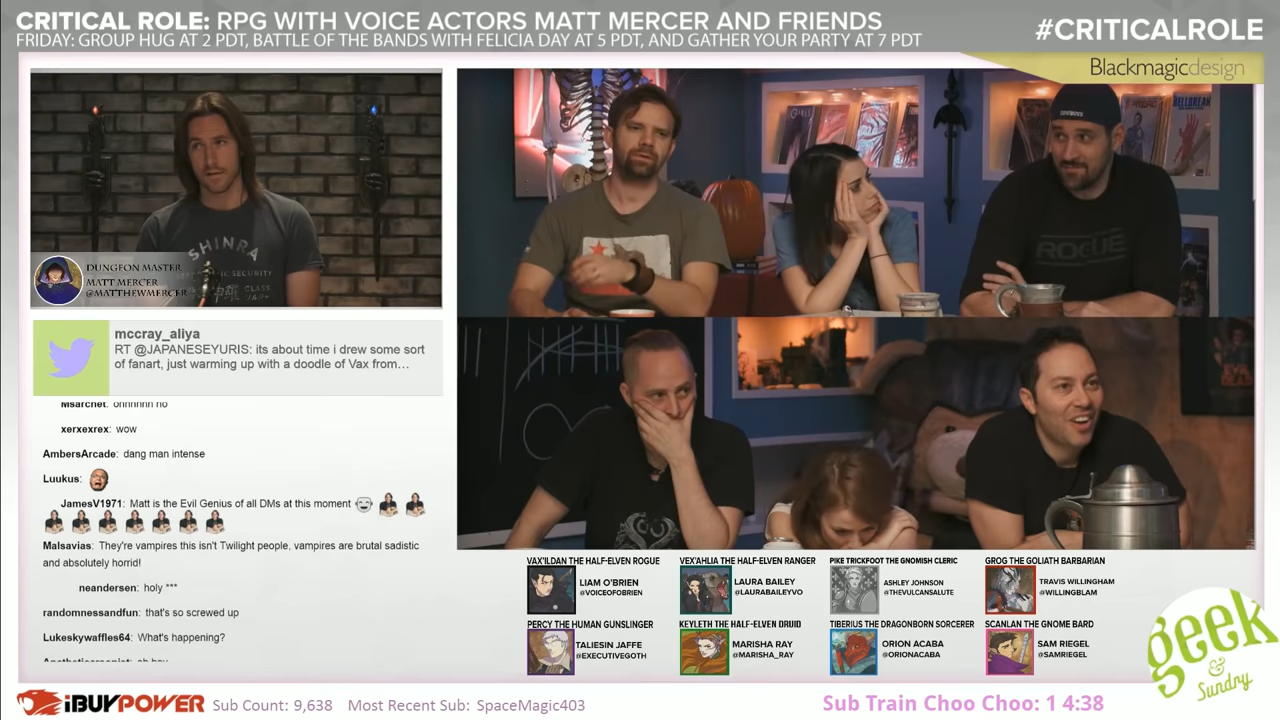 CRITICAL ROLE: RPG WITH VOICE ACTORS MATT MERCER AND FRIENDS
FRIDAY: GROUP HUG AT 2 PDT, BATTLE OF THE BANDS WITH FELICIA DAY AT 5 PDT, AND GATHER YOUR PARTY AT 7 PDT
#CRITICALROLE
Blackmagicdesign
SHINRA
DUNGEON MASTER
MATT MERCER
@MATTHEWMERCER
ROGUE
mccray_aliya
RT @JAPANESEYURIS: its about time i drew some sort
of fanart, just warming up with a doodle of Vax from…
Msarchet: ohhhhhh no
xerxexrex: wow
AmbersArcade: dang man intense
Luukus:
JamesV1971: Matt is the Evil Genius of all DMs at this moment
Malsavias: They're vampires this isn't Twilight people, vampires are brutal sadistic
and absolutely horrid!
neandersen: holy ***
randomnessandfun: that's so screwed up
Lukeskywaffles64: What's happening?
VAX'ILDAN THE HALF-ELVEN ROGUE
LIAM O'BRIEN
@VOICEOFOBRIEN
VEX'AHLIA THE HALF-ELVEN RANGER
LAURA BAILEY
@LAURABAILEYVO
PIKE TRICKFOOT THE GNOMISH CLERIC
ASHLEY JOHNSON
@THEVULCANSALUTE
GROG THE GOLIATH BARBARIAN
TRAVIS WILLINGHAM
@WILLINGBLAM
PERCY THE HUMAN GUNSLINGER
TALIESIN JAFFE
@EXECUTIVEGOTH
KEYLETH THE HALF-ELVEN DRUID
MARISHA RAY
@MARISHA_RAY
TIBERIUS THE DRAGONBORN SORCERER
ORION ACABA
@ORIONACABA
SCANLAN THE GNOME BARD
SAM RIEGEL
@SAMRIEGEL
geek
&
Sundry
iBUYPOWER
Sub Count: 9,638 Most Recent Sub: SpaceMagic403
Sub Train Choo Choo: 1 4:38